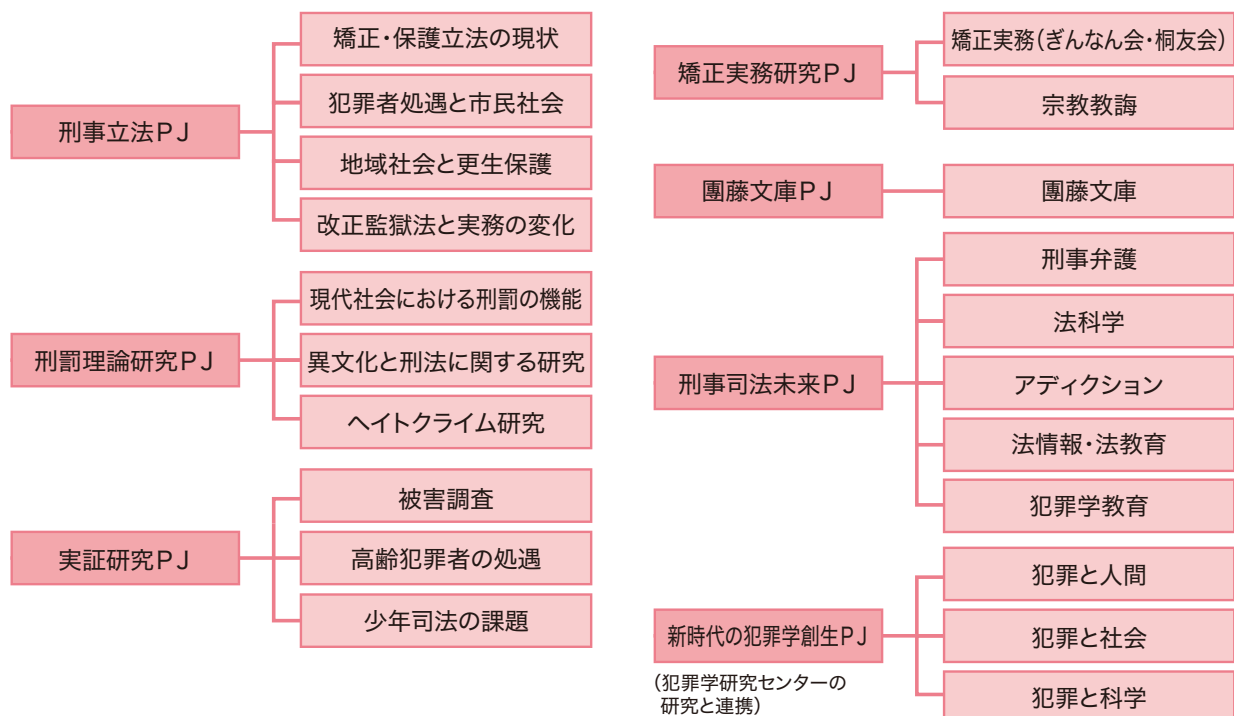 刑事立法PJ
矯正・保護立法の現状
犯罪者処遇と市民社会
地域社会と更生保護
改正監獄法と実務の変化
刑罰理論研究PJ
現代社会における刑罰の機能
異文化と刑法に関する研究
ヘイトクライム研究
実証研究PJ
被害調査
高齢犯罪者の処遇
少年司法の課題
矯正実務研究PJ
矯正実務(ぎんなん会・桐友会)
宗教教誨
團藤文庫PJ
團藤文庫
刑事司法未来PJ
刑事弁護
法科学
アディクション
法情報・法教育
犯罪学教育
新時代の犯罪学創生PJ
(犯罪学研究センターの
研究と連携)
犯罪と人間
犯罪と社会
犯罪と科学